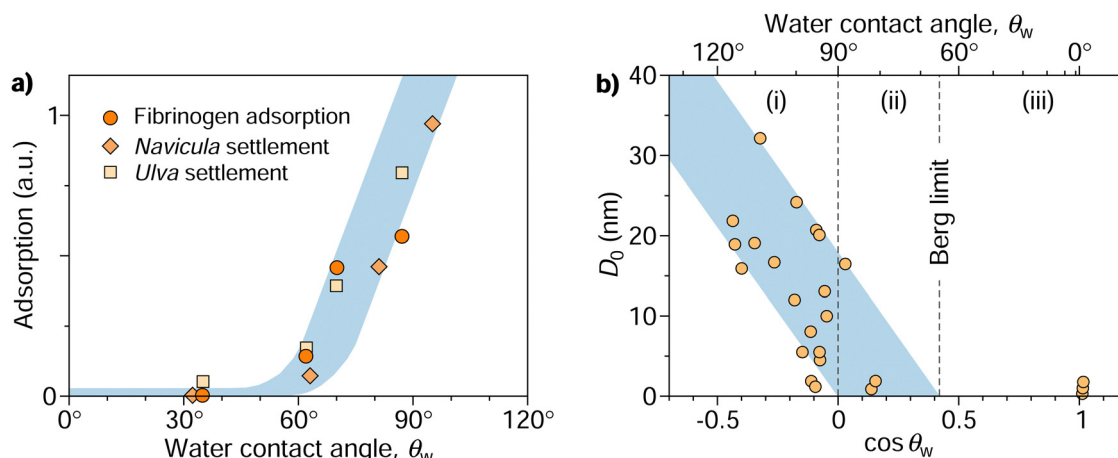 a)
Adsorption (a.u.)
1
0
Fibrinogen adsorption
Navicula settlement
Ulva settlement
0° 30° 60° 90° 120°
Water contact angle, θw
b)
Water contact angle, θw
120° 90° 60° 0°
(i) (ii) (iii)
Berg limit
D0 (nm)
40
30
20
10
0
-0.5 0 0.5 1
cos θw